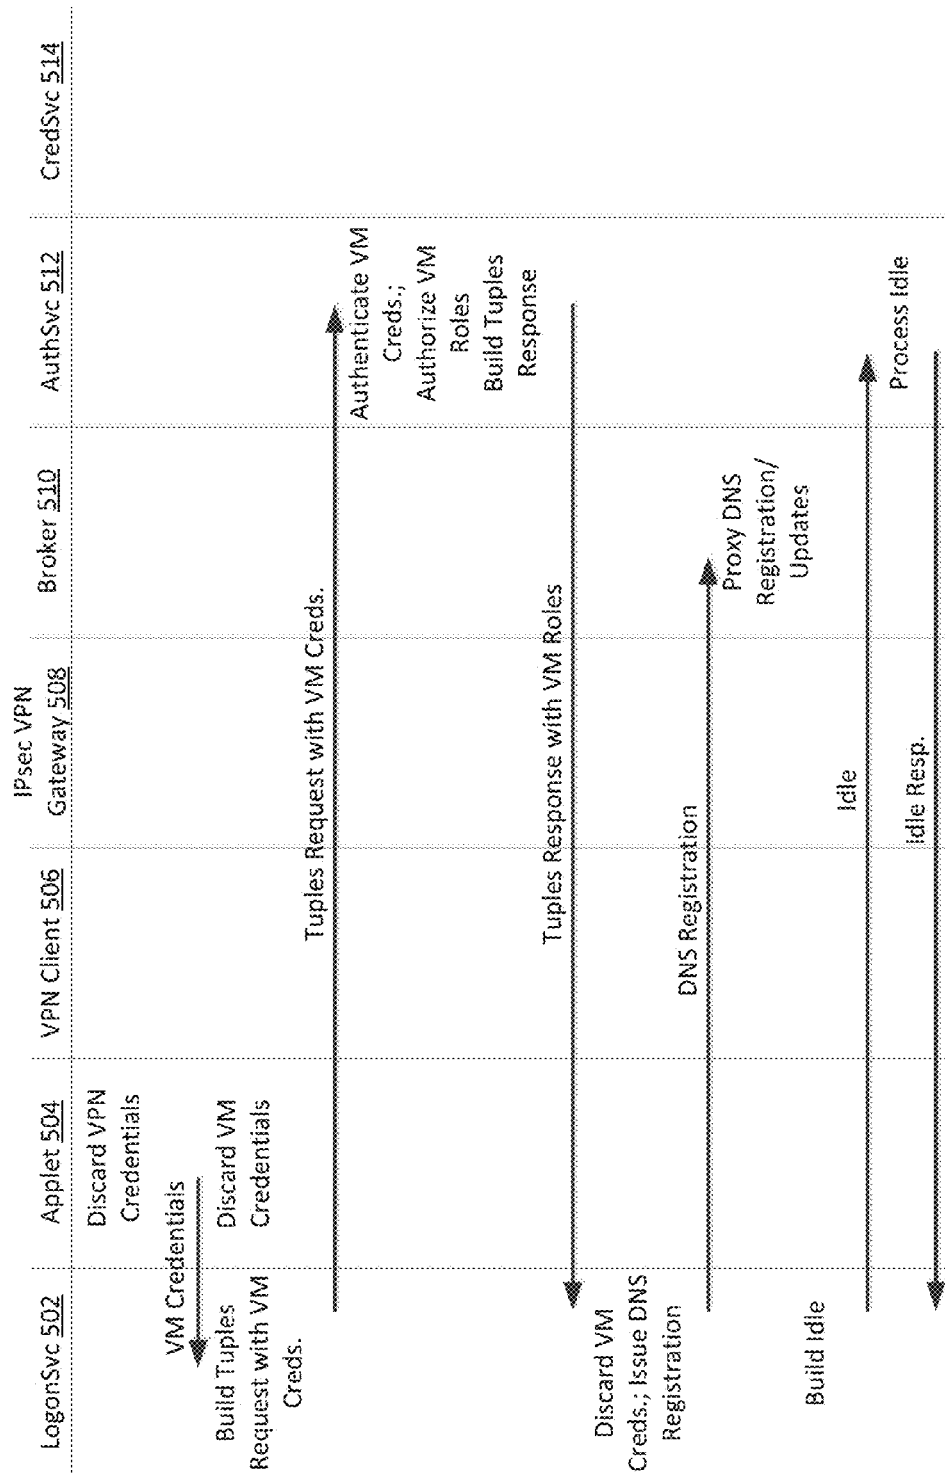 LogonSvc 502
Applet 504
VPN Client 506
IPsec VPN
Gateway 508
Broker 510
AuthSvc 512
CredSvc 514
Discard VPN
Credentials
VM Credentials
Build Tuples
Request with VM
Creds.
Discard VM
Credentials
Tuples Request with VM Creds.
Authenticate VM
Creds.;
Authorize VM
Roles
Build Tuples
Response
Tuples Response with VM Roles
Discard VM
Creds.; Issue DNS
Registration
DNS Registration
Proxy DNS
Registration/
Updates
Build Idle
Idle
Process Idle
Idle Resp.